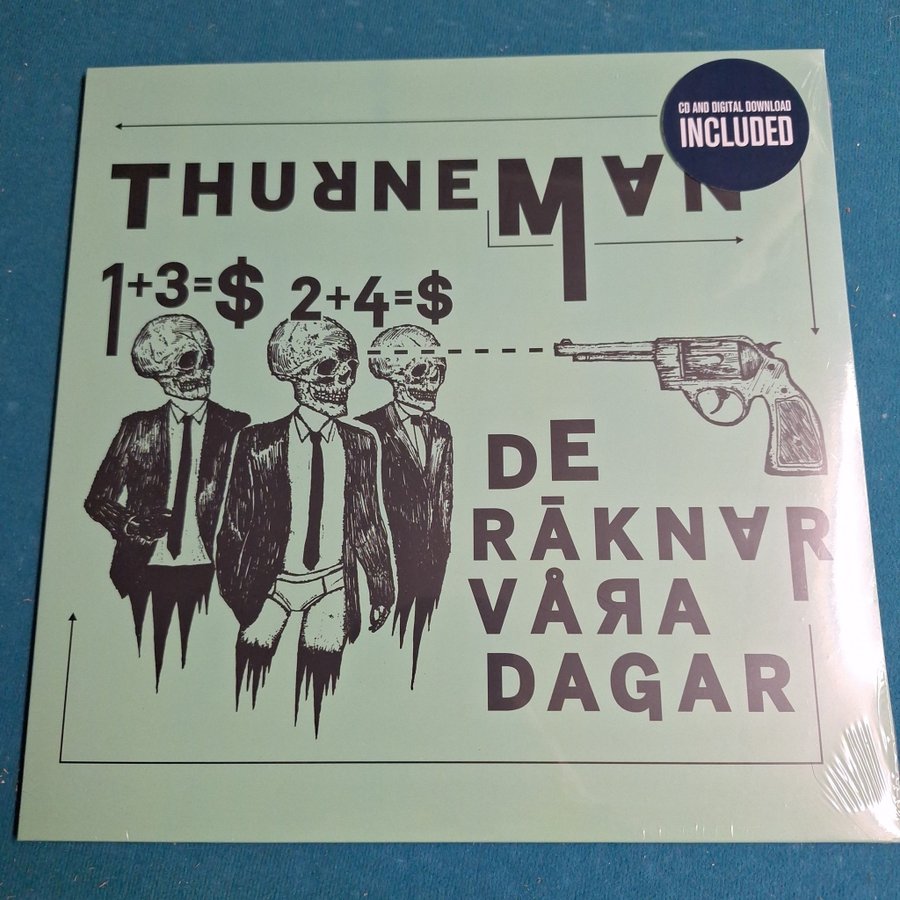 CD AND DIGITAL DOWNLOAD
INCLUDED
THURNEMAN
1+3=$ 2+4=$
DE
RĀKNAR
VÅRA
DAGAR